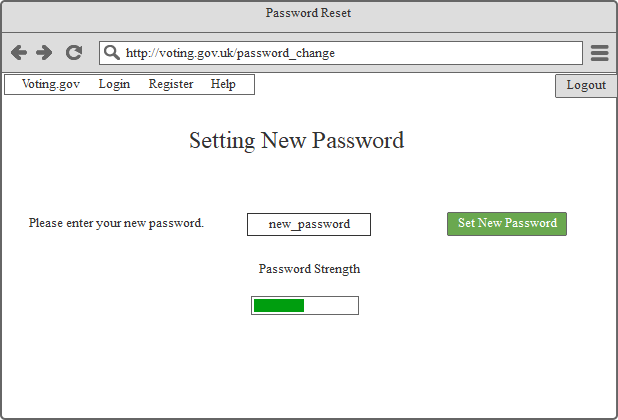 Password Reset
http://voting.gov.uk/password_change
Voting.gov Login Register Help
Logout
Setting New Password
Please enter your new password.
new_password
Set New Password
Password Strength